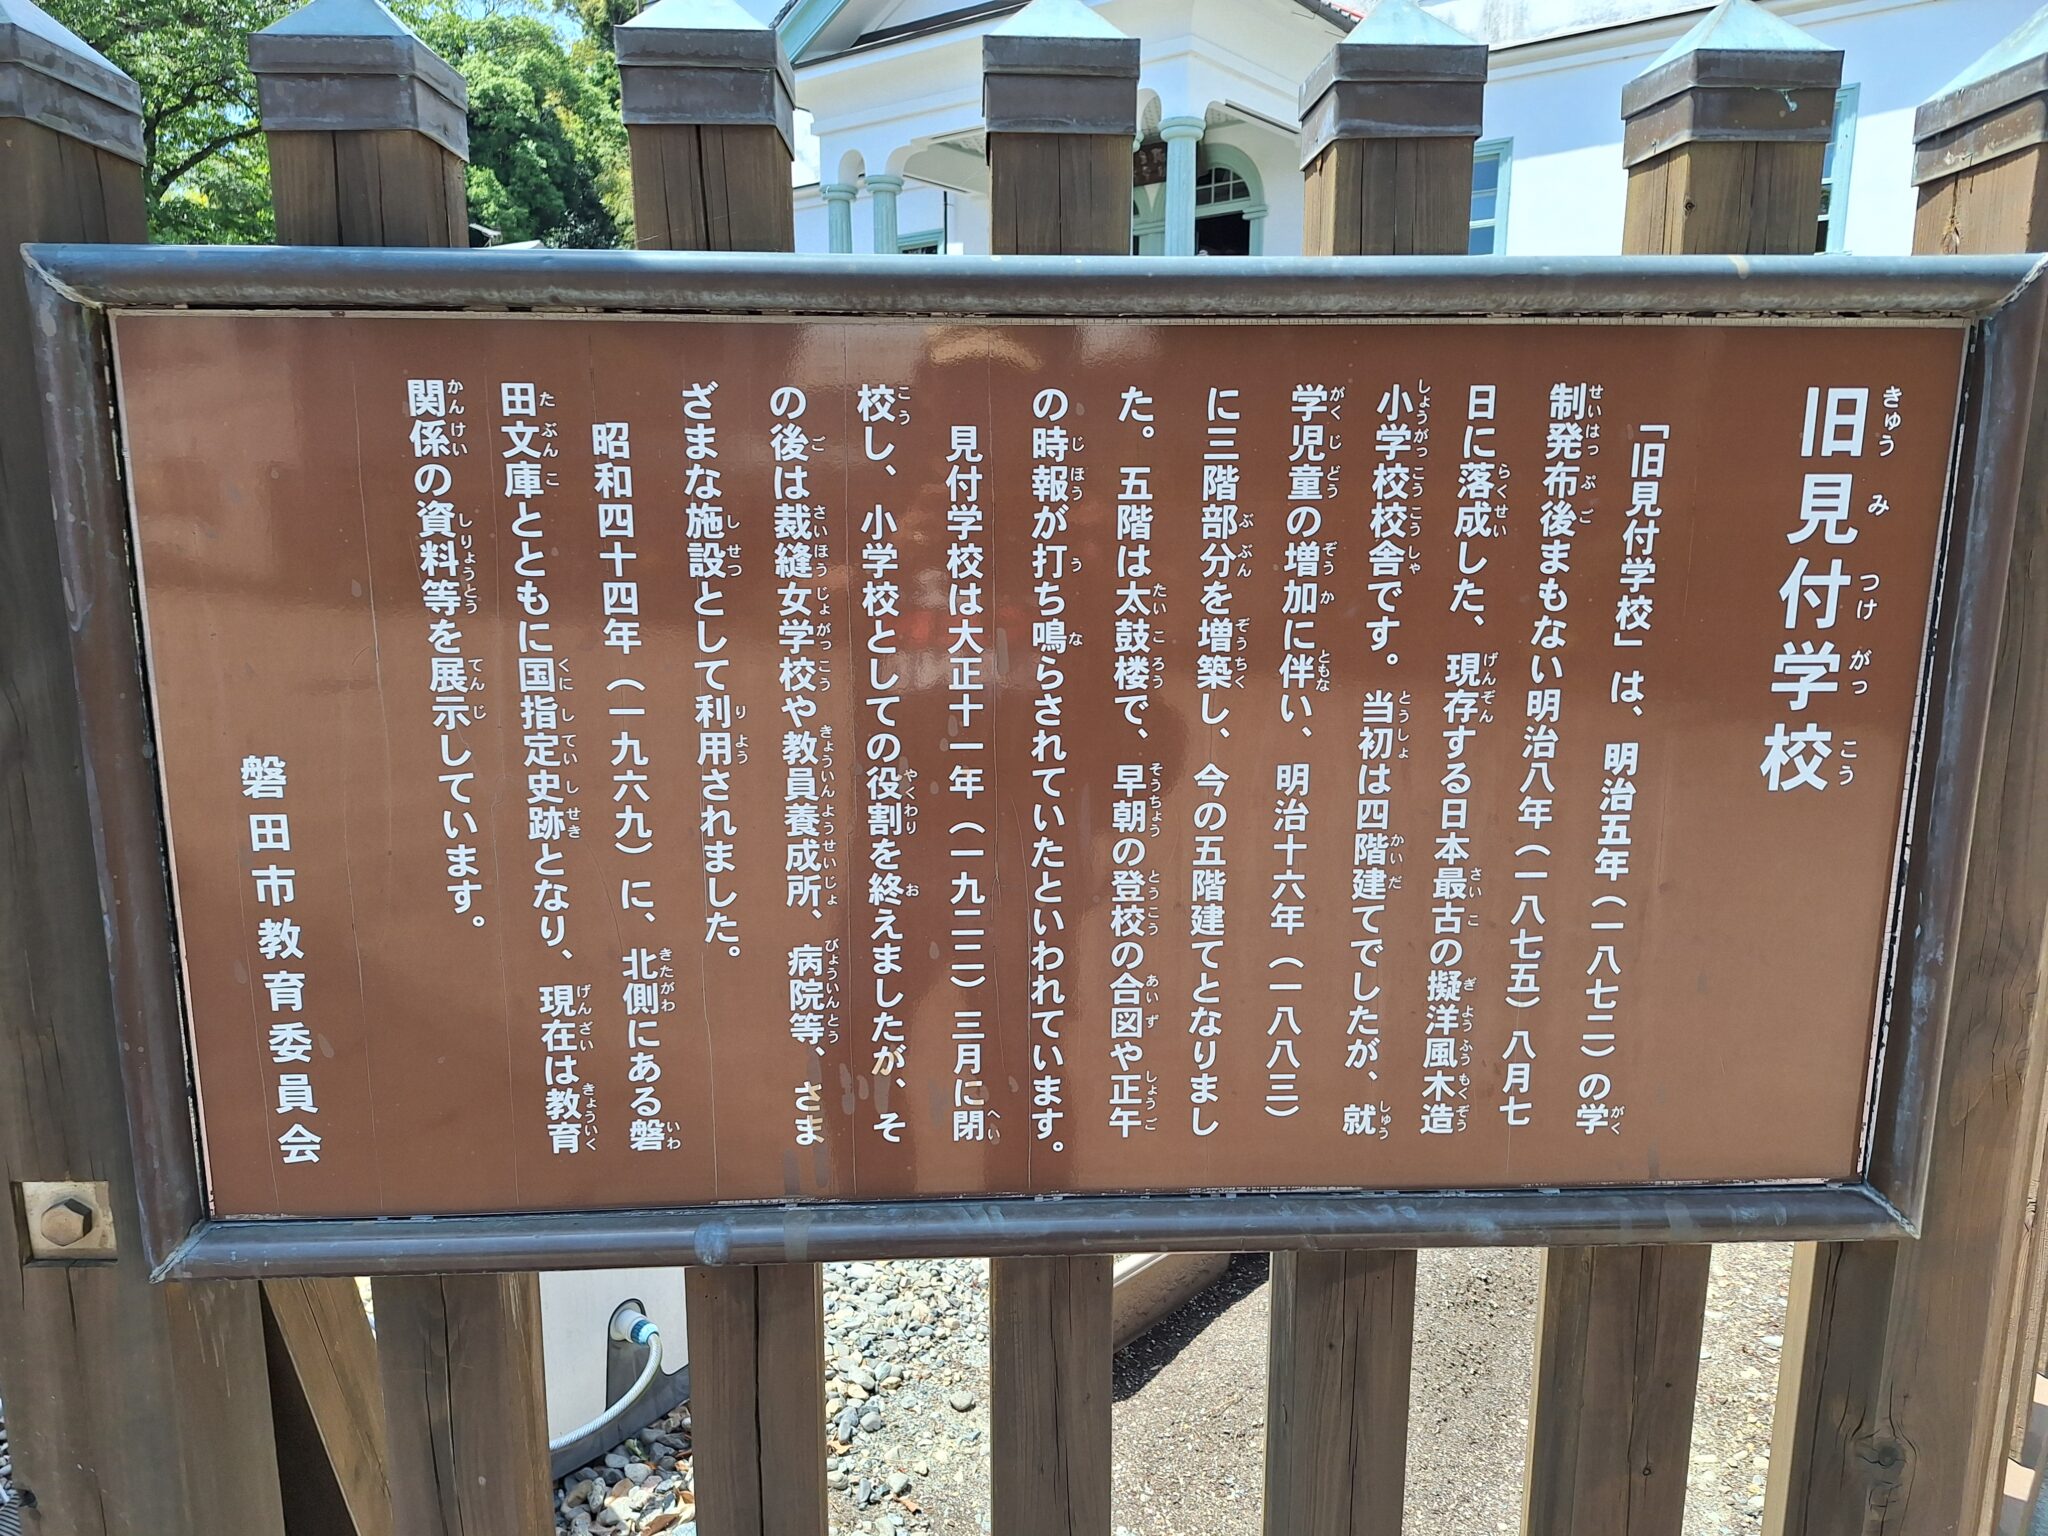 旧見付学校
「旧見付学校」は、明治五年（一八七二）の学
制発布後まもない明治八年（一八七五）八月七
日に落成した、現存する日本最古の擬洋風木造
小学校校舎です。当初は四階建てでしたが、就
学児童の増加に伴い、明治十六年（一八八三）
に三階部分を増築し、今の五階建てとなりまし
た。五階は太鼓楼で、早朝の登校の合図や正午
の時報が打ち鳴らされていたといわれています。
見付学校は大正十一年（一九二二）三月に閉
校し、小学校としての役割を終えましたが、そ
の後は裁縫女学校や教員養成所、病院等、さま
ざまな施設として利用されました。
昭和四十四年（一九六九）に、北側にある磐
田文庫とともに国指定史跡となり、現在は教育
関係の資料等を展示しています。
磐田市教育委員会